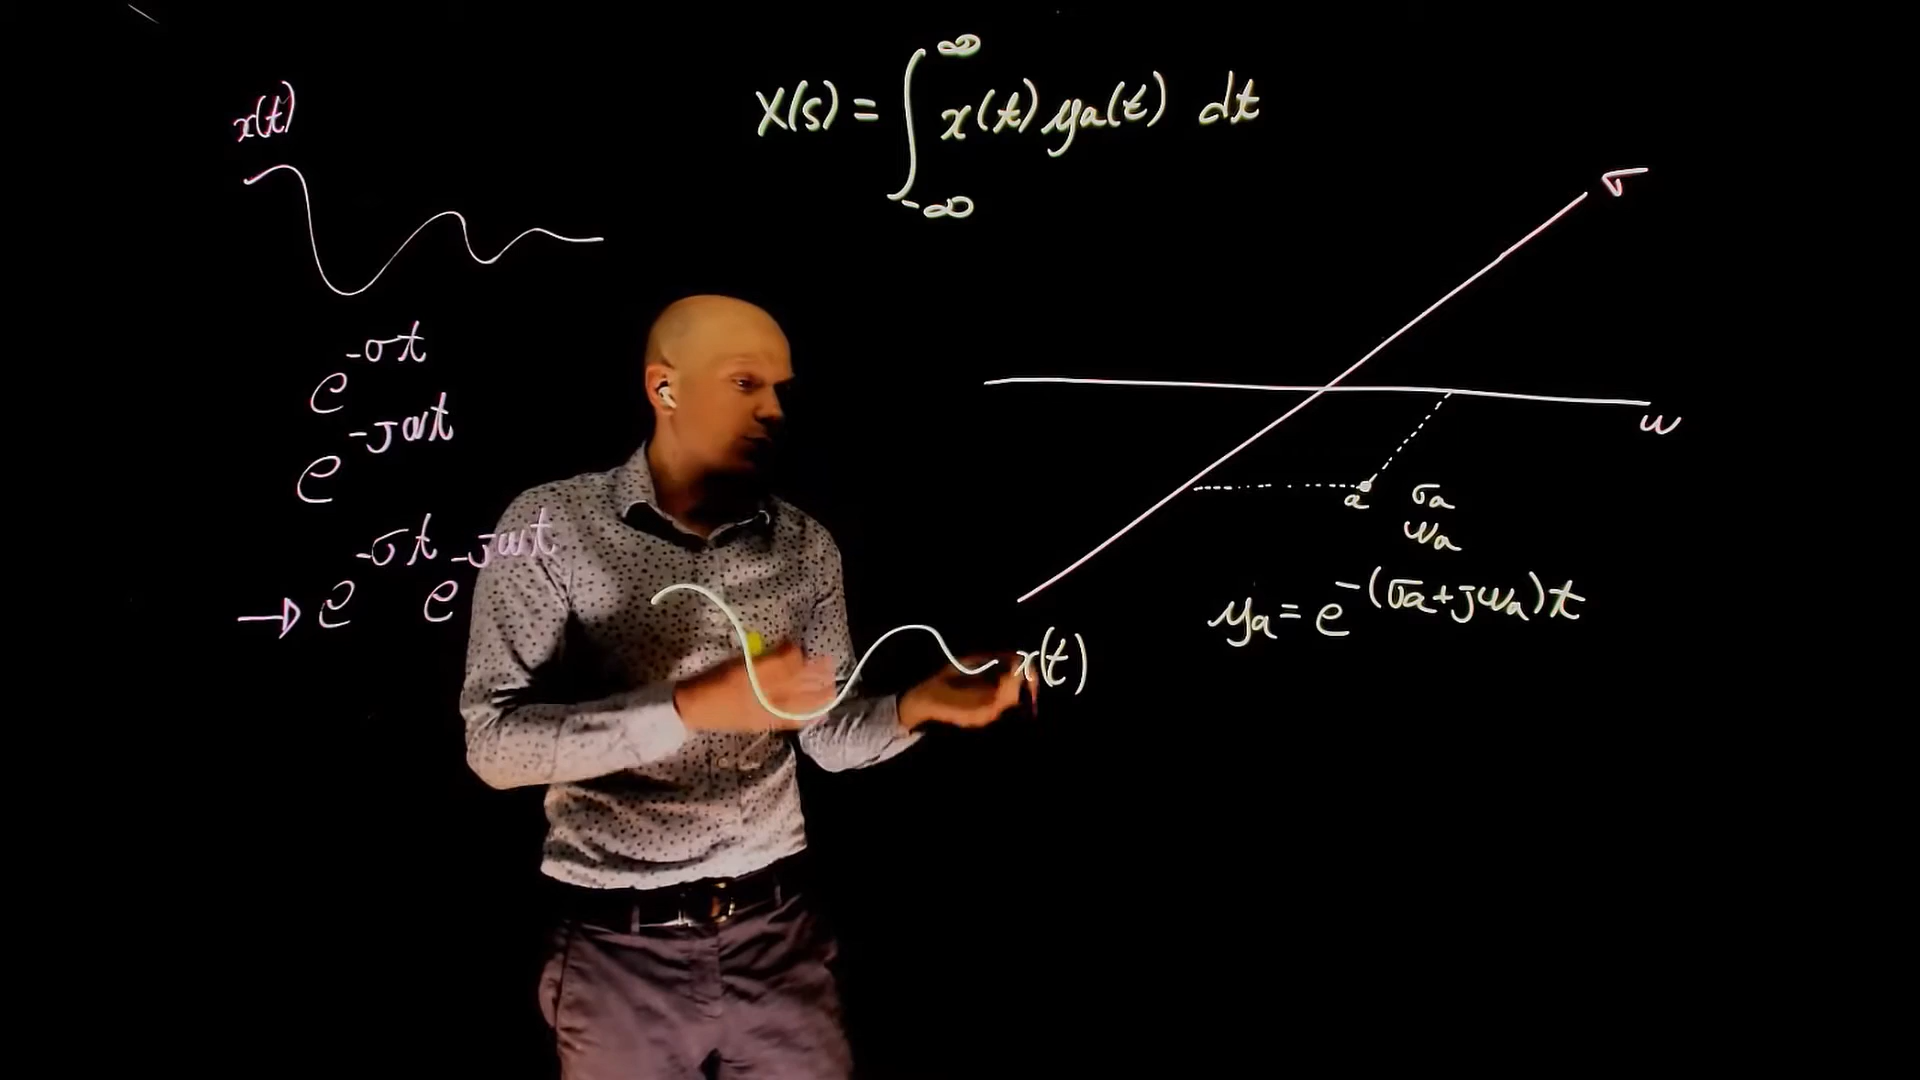 x(t)
X(s) = ∫_{-∞}^{∞} x(t) ya(t) dt
σ
e^{-σt}
e^{-jωt}
ω
a
σa
ωa
→ e^{-σt} e^{-jωt}
ya = e^{-(σa+jωa)t}
x(t)